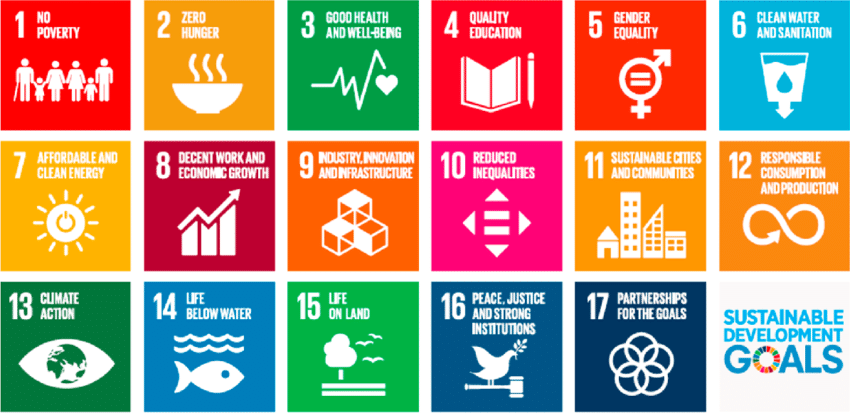 1 NO
POVERTY
2 ZERO
HUNGER
3 GOOD HEALTH
AND WELL-BEING
4 QUALITY
EDUCATION
5 GENDER
EQUALITY
6 CLEAN WATER
AND SANITATION
7 AFFORDABLE AND
CLEAN ENERGY
8 DECENT WORK AND
ECONOMIC GROWTH
9 INDUSTRY, INNOVATION
AND INFRASTRUCTURE
10 REDUCED
INEQUALITIES
11 SUSTAINABLE CITIES
AND COMMUNITIES
12 RESPONSIBLE
CONSUMPTION
AND PRODUCTION
13 CLIMATE
ACTION
14 LIFE
BELOW WATER
15 LIFE
ON LAND
16 PEACE, JUSTICE
AND STRONG
INSTITUTIONS
17 PARTNERSHIPS
FOR THE GOALS
SUSTAINABLE
DEVELOPMENT
GOALS